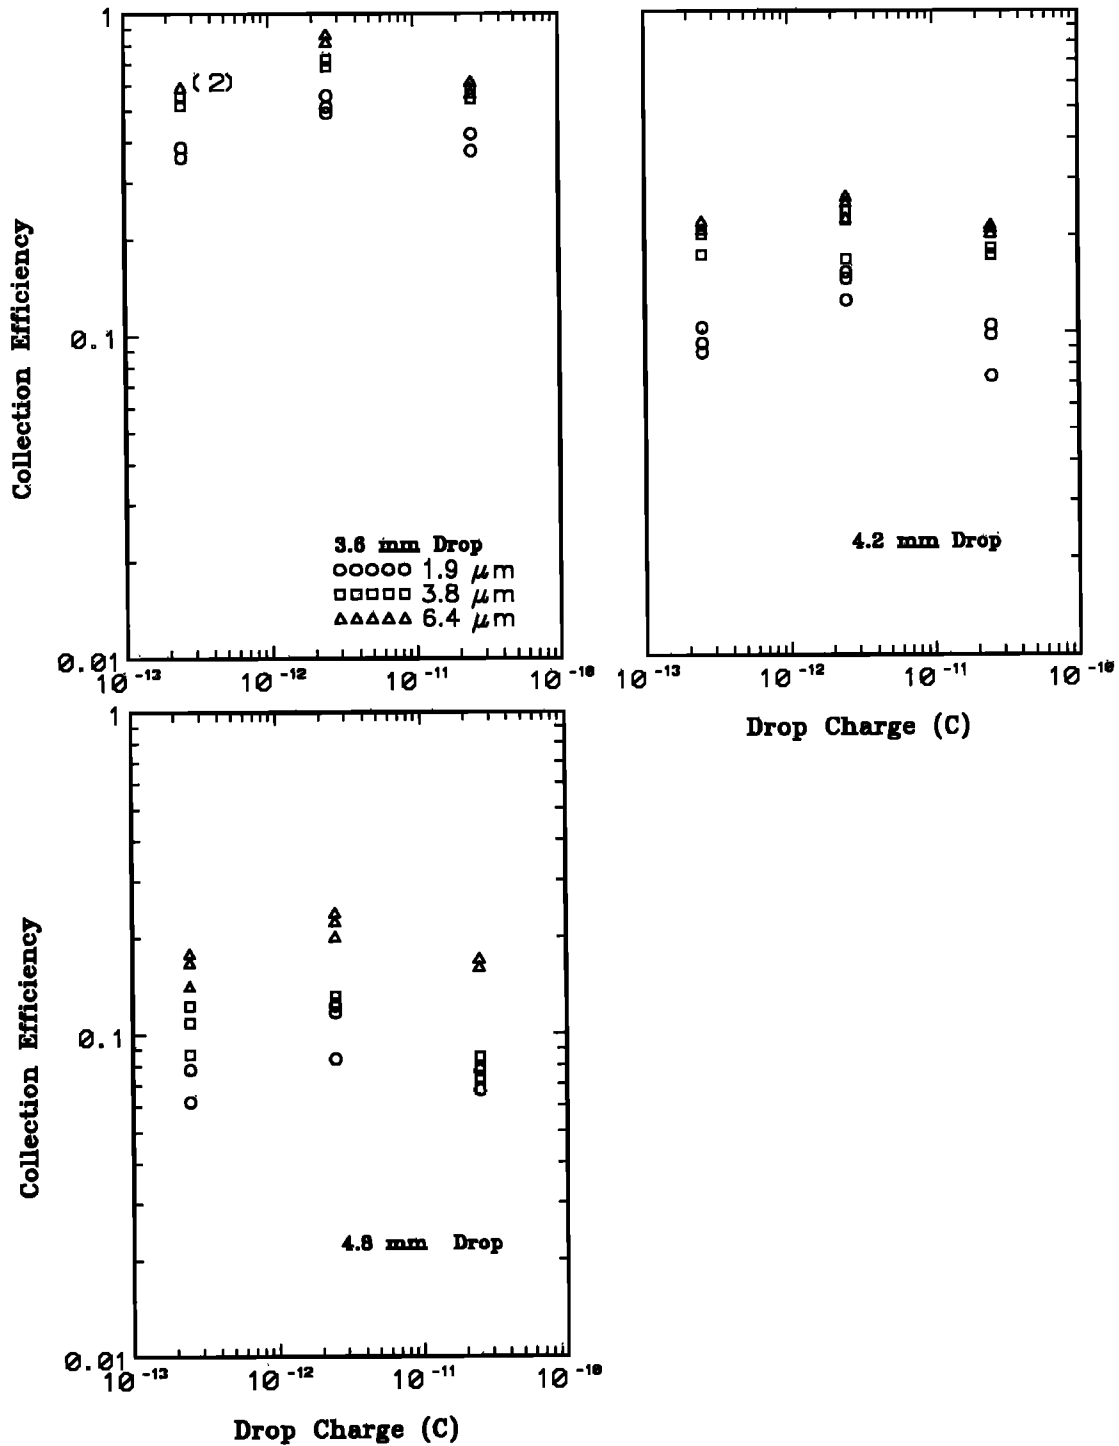 1
(2)
Collection Efficiency
0.1
3.6 mm Drop
1.9 μm
3.8 μm
6.4 μm
0.01
10⁻¹³
10⁻¹²
10⁻¹¹
10⁻¹⁰
4.2 mm Drop
10⁻¹³
10⁻¹²
10⁻¹¹
10⁻¹⁰
Drop Charge (C)
1
Collection Efficiency
0.1
4.8 mm Drop
0.01
10⁻¹³
10⁻¹²
10⁻¹¹
10⁻¹⁰
Drop Charge (C)